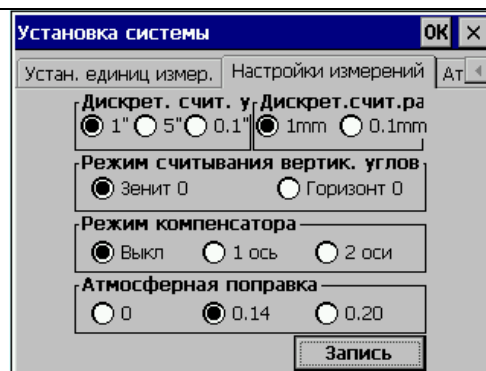 Установка системы OK ×
Устан. единиц измер. Настройки измерений Ат
Дискрет. счит. у Дискрет.счит.ра
1" 5" 0.1" 1mm 0.1mm
Режим считывания вертик. углов
Зенит 0 Горизонт 0
Режим компенсатора
Выкл 1 ось 2 оси
Атмосферная поправка
0 0.14 0.20
Запись